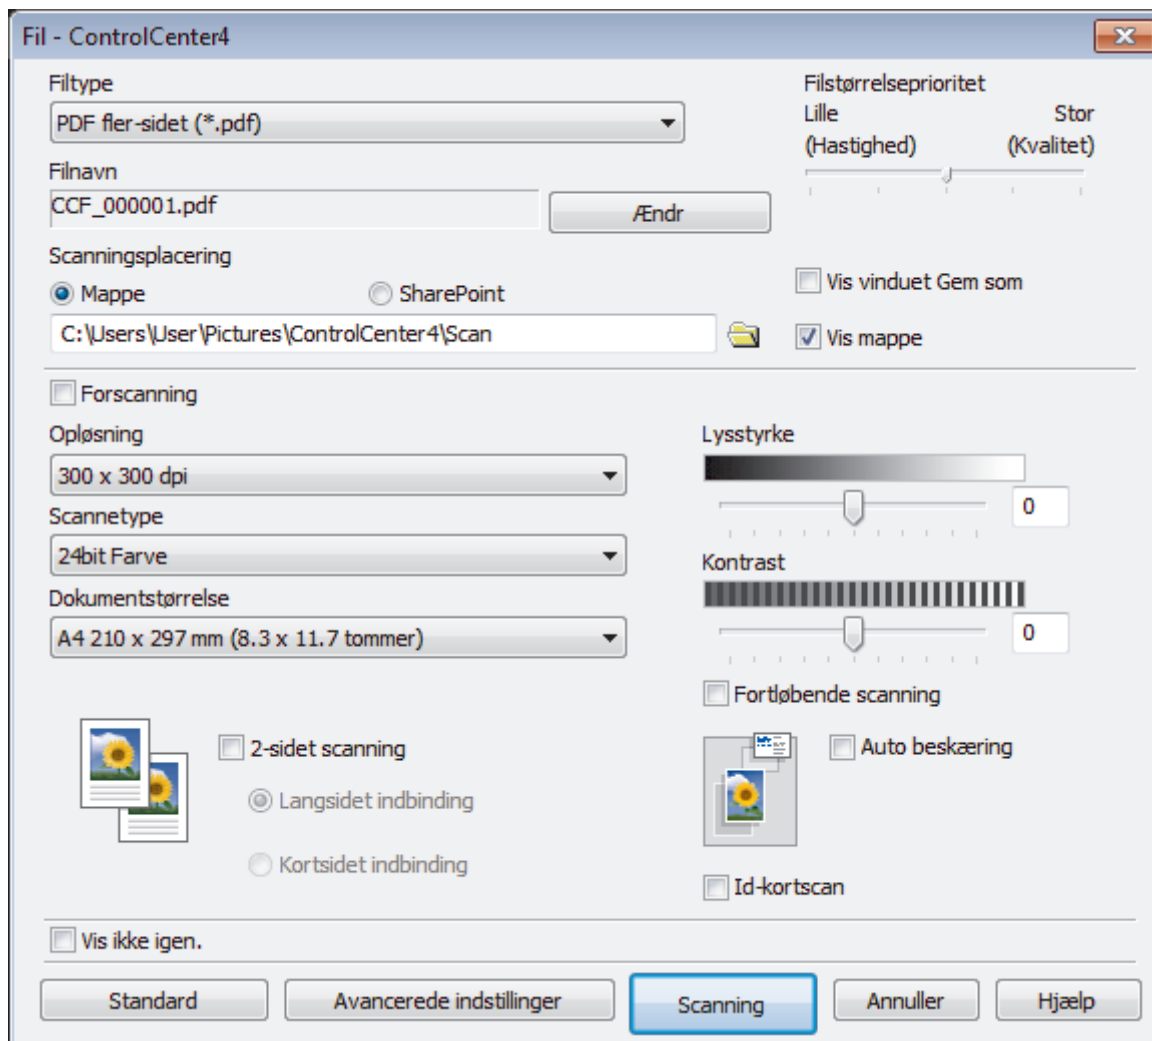 Fil - ControlCenter4
Filtype
PDF fler-sidet (*.pdf)
Filstørrelseprioritet
Lille Stor
(Hastighed) (Kvalitet)
Filnavn
CCF_000001.pdf
Ændr
Scanningsplacering
Mappe SharePoint
Vis vinduet Gem som
C:\Users\User\Pictures\ControlCenter4\Scan
Vis mappe
Forscanning
Opløsning
300 x 300 dpi
Scannetype
24bit Farve
Dokumentstørrelse
A4 210 x 297 mm (8.3 x 11.7 tommer)
Lysstyrke
0
Kontrast
0
Fortløbende scanning
2-sidet scanning
Langsidet indbinding
Kortsidet indbinding
Auto beskæring
Id-kortscan
Vis ikke igen.
Standard Avancerede indstillinger Scanning Annuller Hjælp